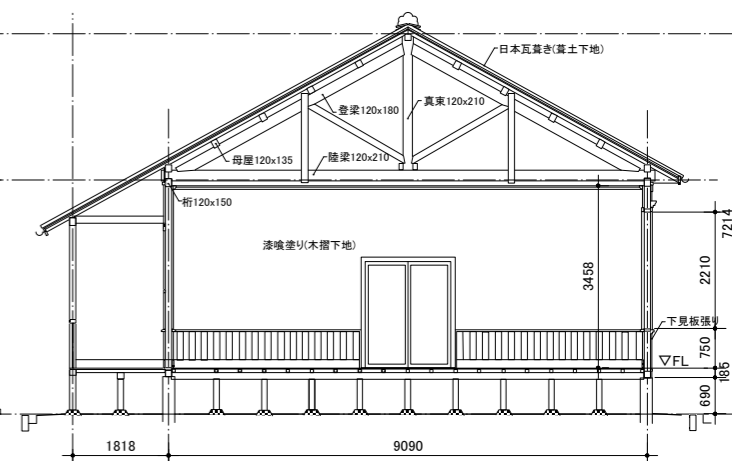 日本瓦葺き(葺土下地)
登梁120x180
真束120x210
母屋120x135
陸梁120x210
桁120x150
漆喰塗り(木摺下地)
3458
7214
2210
下見板張り
750
▽FL
185
690
1818
9090